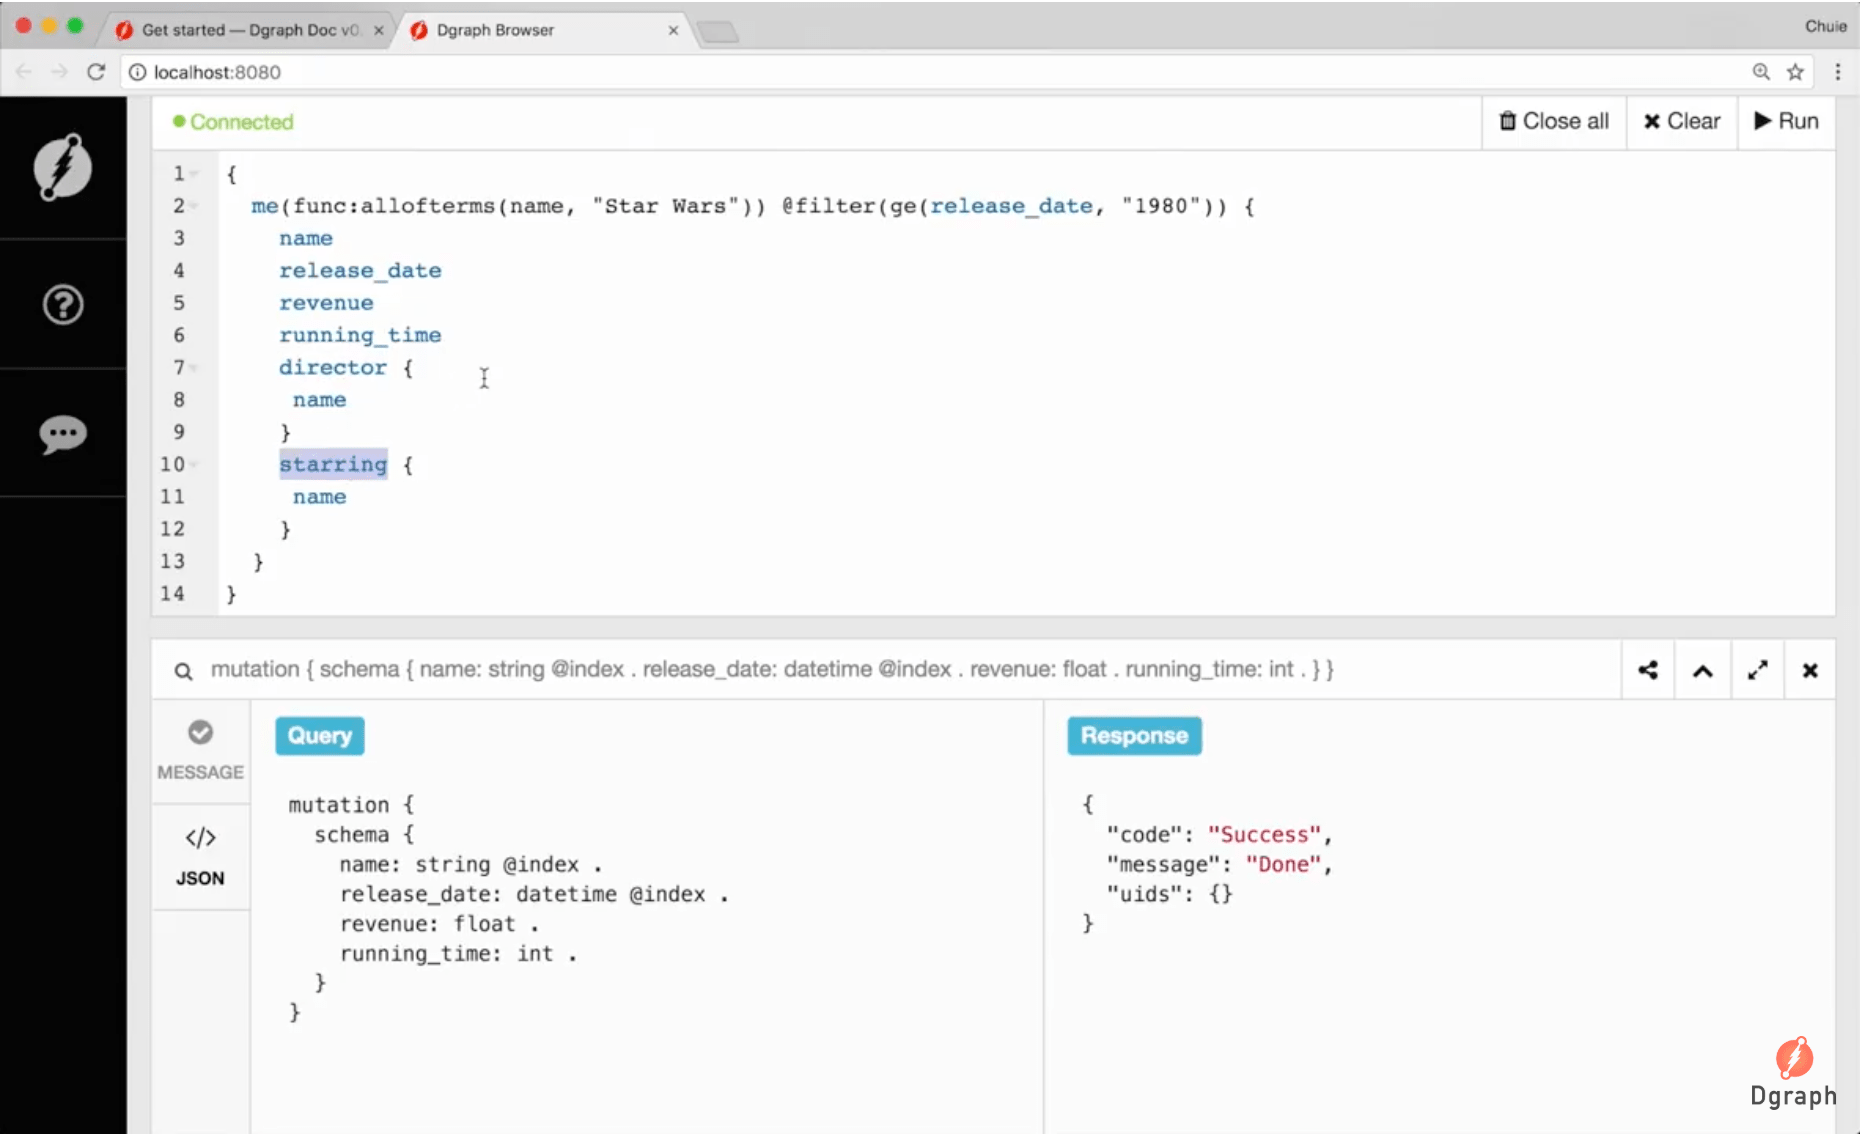 Get started — Dgraph Doc v0.
Dgraph Browser
Chuie
localhost:8080
Connected
Close all
Clear
Run
1 {
2 me(func:allofterms(name, "Star Wars")) @filter(ge(release_date, "1980")) {
3 name
4 release_date
5 revenue
6 running_time
7 director {
8 name
9 }
10 starring {
11 name
12 }
13 }
14 }
mutation { schema { name: string @index . release_date: datetime @index . revenue: float . running_time: int . } }
MESSAGE
</>
JSON
Query
mutation {
schema {
name: string @index .
release_date: datetime @index .
revenue: float .
running_time: int .
}
}
Response
{
"code": "Success",
"message": "Done",
"uids": {}
}
Dgraph